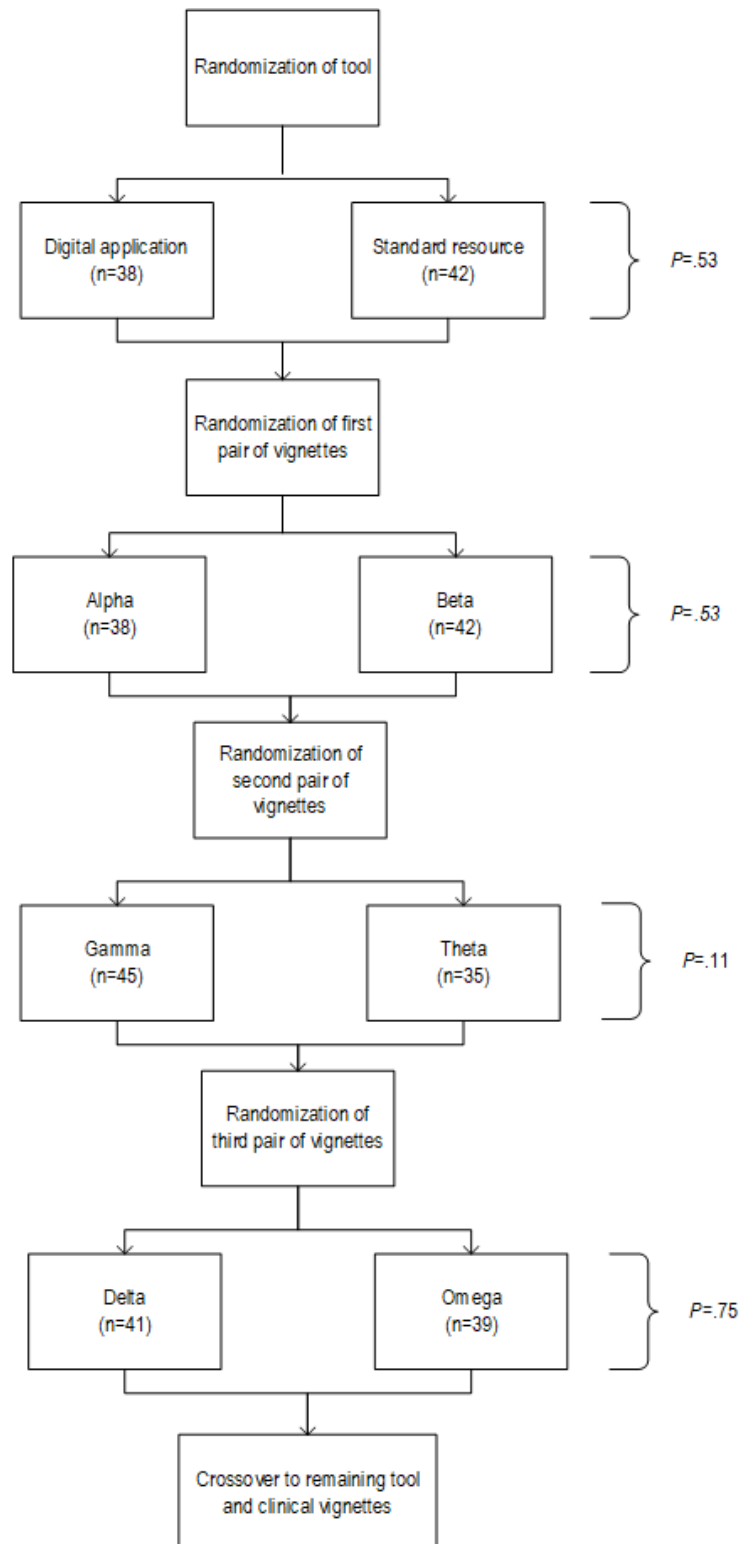 Randomization of tool
Digital application
(n=38)
Standard resource
(n=42)
P=.53
Randomization of first
pair of vignettes
Alpha
(n=38)
Beta
(n=42)
P=.53
Randomization of
second pair of
vignettes
Gamma
(n=45)
Theta
(n=35)
P=.11
Randomization of
third pair of vignettes
Delta
(n=41)
Omega
(n=39)
P=.75
Crossover to remaining tool
and clinical vignettes